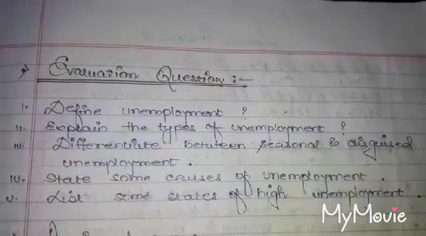 Evaluation Question :-
i. Define unemployment ?
ii. Explain the types of unemployment ?
iii. Differentiate between seasonal & disguised
unemployment .
iv. State some causes of unemployment .
v. List some states of high unemployment .
MyMovie